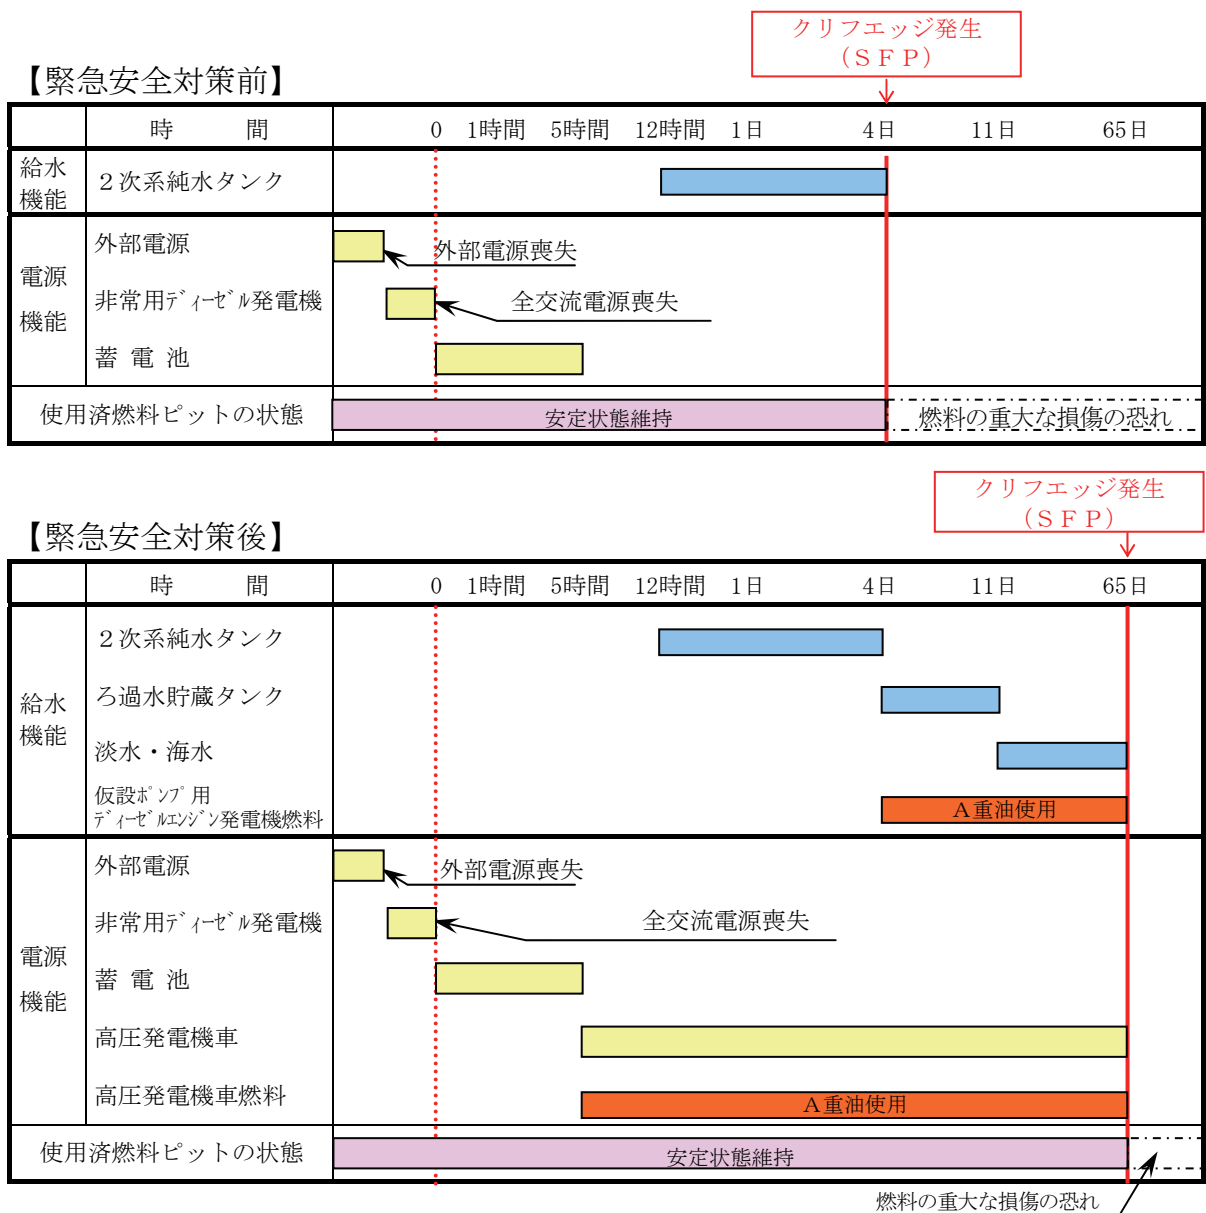 クリフエッジ発生
（ＳＦＰ）
【緊急安全対策前】
時　　　間 0 1時間 5時間 12時間 1日 4日 11日 65日
給水
機能
２次系純水タンク
電源
機能
外部電源
外部電源喪失
非常用ﾃﾞｨｰｾﾞﾙ発電機
全交流電源喪失
蓄 電 池
使用済燃料ピットの状態
安定状態維持
燃料の重大な損傷の恐れ
クリフエッジ発生
（ＳＦＰ）
【緊急安全対策後】
時　　　間 0 1時間 5時間 12時間 1日 4日 11日 65日
給水
機能
２次系純水タンク
ろ過水貯蔵タンク
淡水・海水
仮設ﾎﾟﾝﾌﾟ用
ﾃﾞｨｰｾﾞﾙｴﾝｼﾞﾝ発電機燃料
Ａ重油使用
電源
機能
外部電源
外部電源喪失
非常用ﾃﾞｨｰｾﾞﾙ発電機
全交流電源喪失
蓄 電 池
高圧発電機車
高圧発電機車燃料
Ａ重油使用
使用済燃料ピットの状態
安定状態維持
燃料の重大な損傷の恐れ